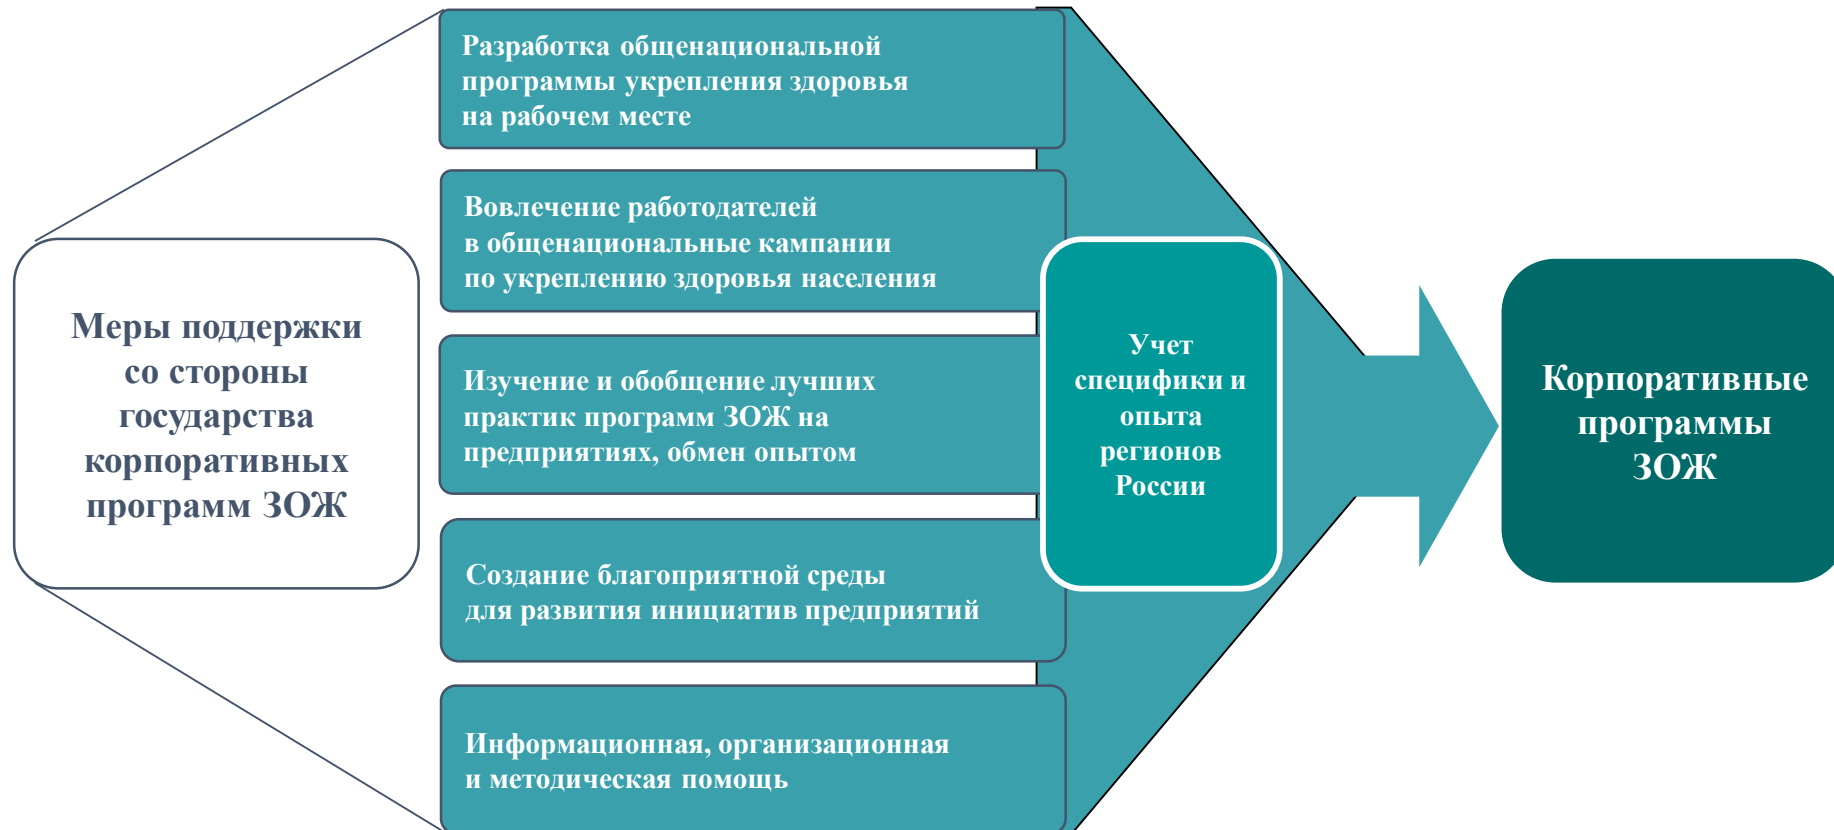 Меры поддержки
со стороны
государства
корпоративных
программ ЗОЖ
Разработка общенациональной
программы укрепления здоровья
на рабочем месте
Вовлечение работодателей
в общенациональные кампании
по укреплению здоровья населения
Изучение и обобщение лучших
практик программ ЗОЖ на
предприятиях, обмен опытом
Создание благоприятной среды
для развития инициатив предприятий
Информационная, организационная
и методическая помощь
Учет
специфики и
опыта
регионов
России
Корпоративные
программы
ЗОЖ